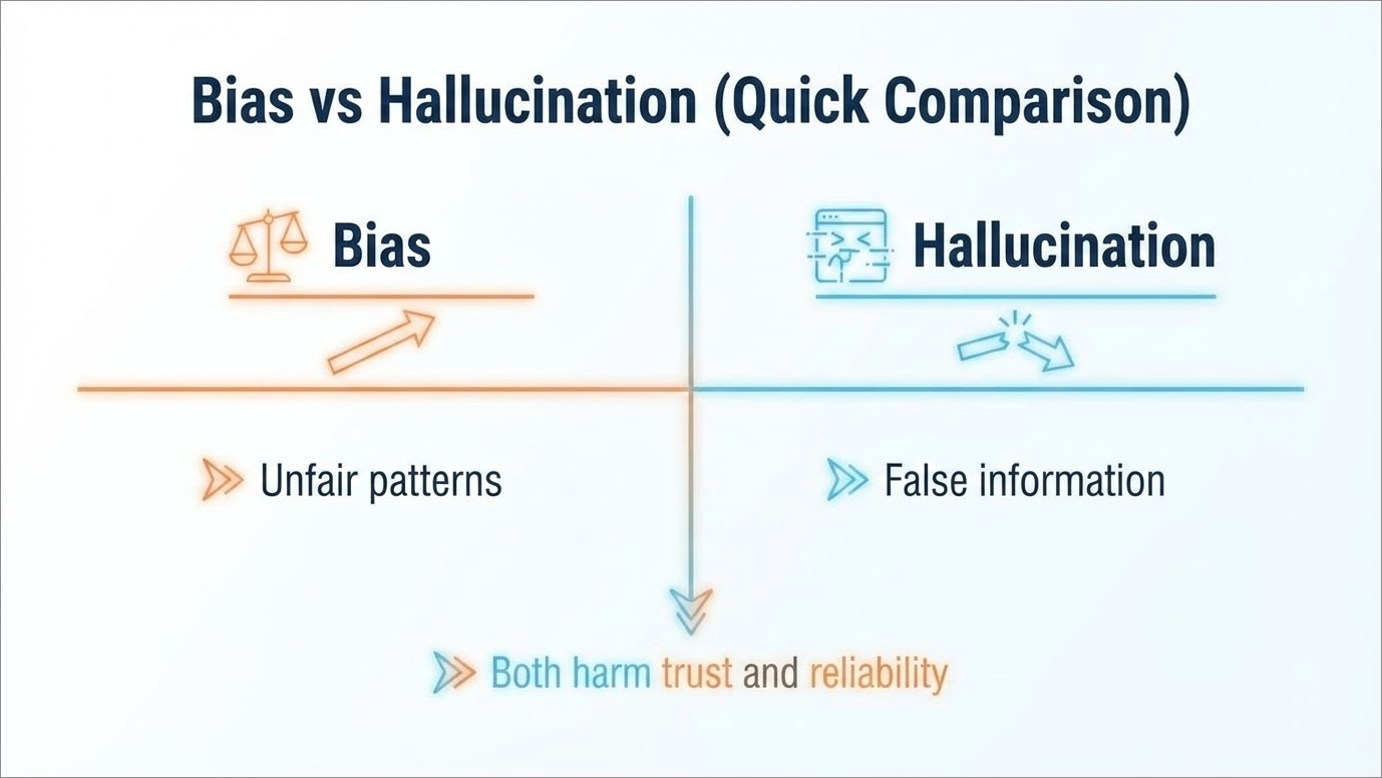 Bias vs Hallucination (Quick Comparison)
Bias
Hallucination
Unfair patterns
False information
Both harm trust and reliability